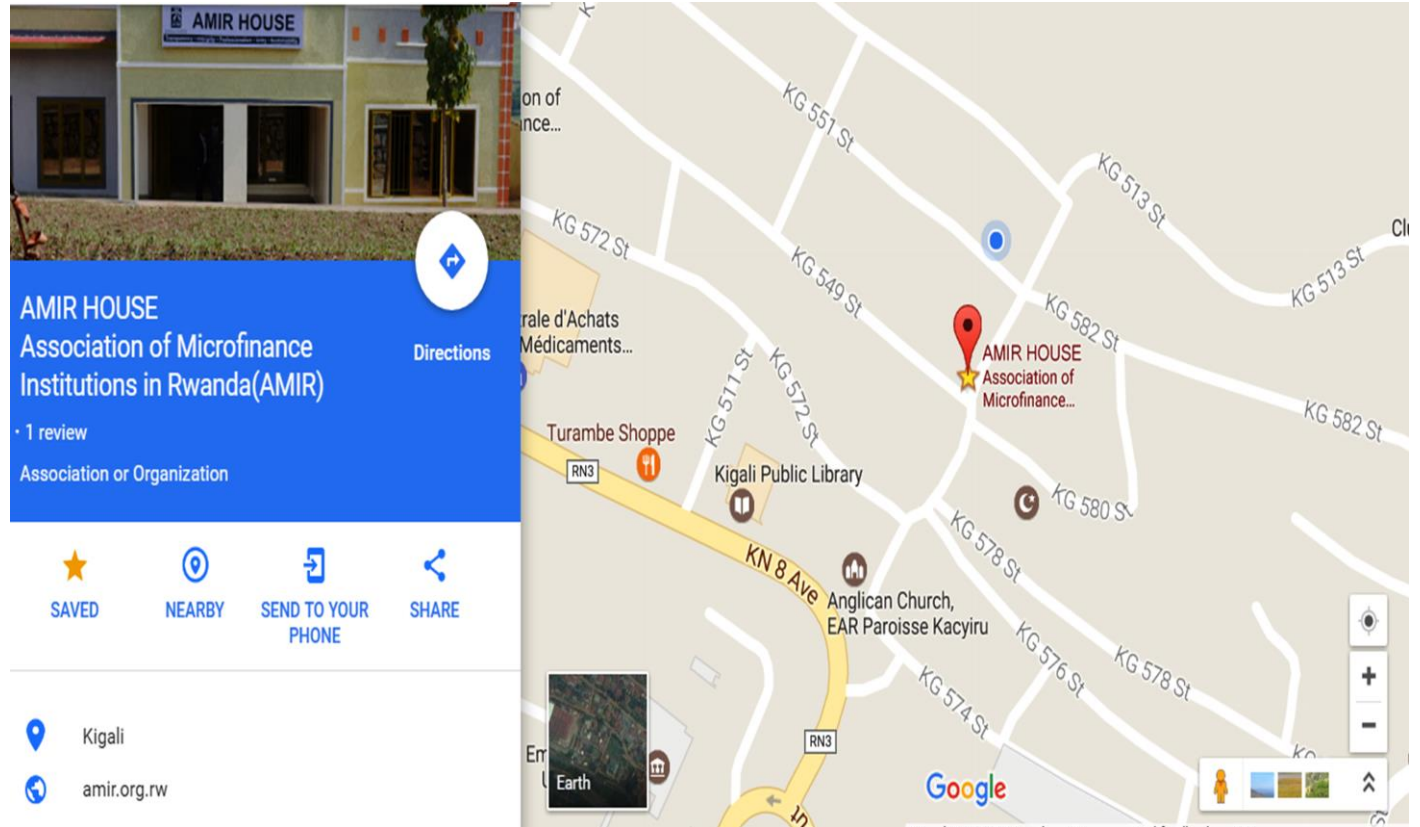 AMIR HOUSE
AMIR HOUSE
Association of Microfinance
Institutions in Rwanda(AMIR)
· 1 review
Association or Organization
Directions
SAVED
NEARBY
SEND TO YOUR
PHONE
SHARE
Kigali
amir.org.rw
on of
nce...
KG 551 St
KG 513 St
KG 513 St
KG 572 St
KG 549 St
KG 582 St
KG 582 St
rale d'Achats
Médicaments...
AMIR HOUSE
Association of
Microfinance...
KG 511 St
KG 572 St
Turambe Shoppe
RN3
Kigali Public Library
KG 580 St
KG 578 St
KN 8 Ave
Anglican Church,
EAR Paroisse Kacyiru
KG 576 St
KG 578 St
KG 574 St
RN3
Earth
Google